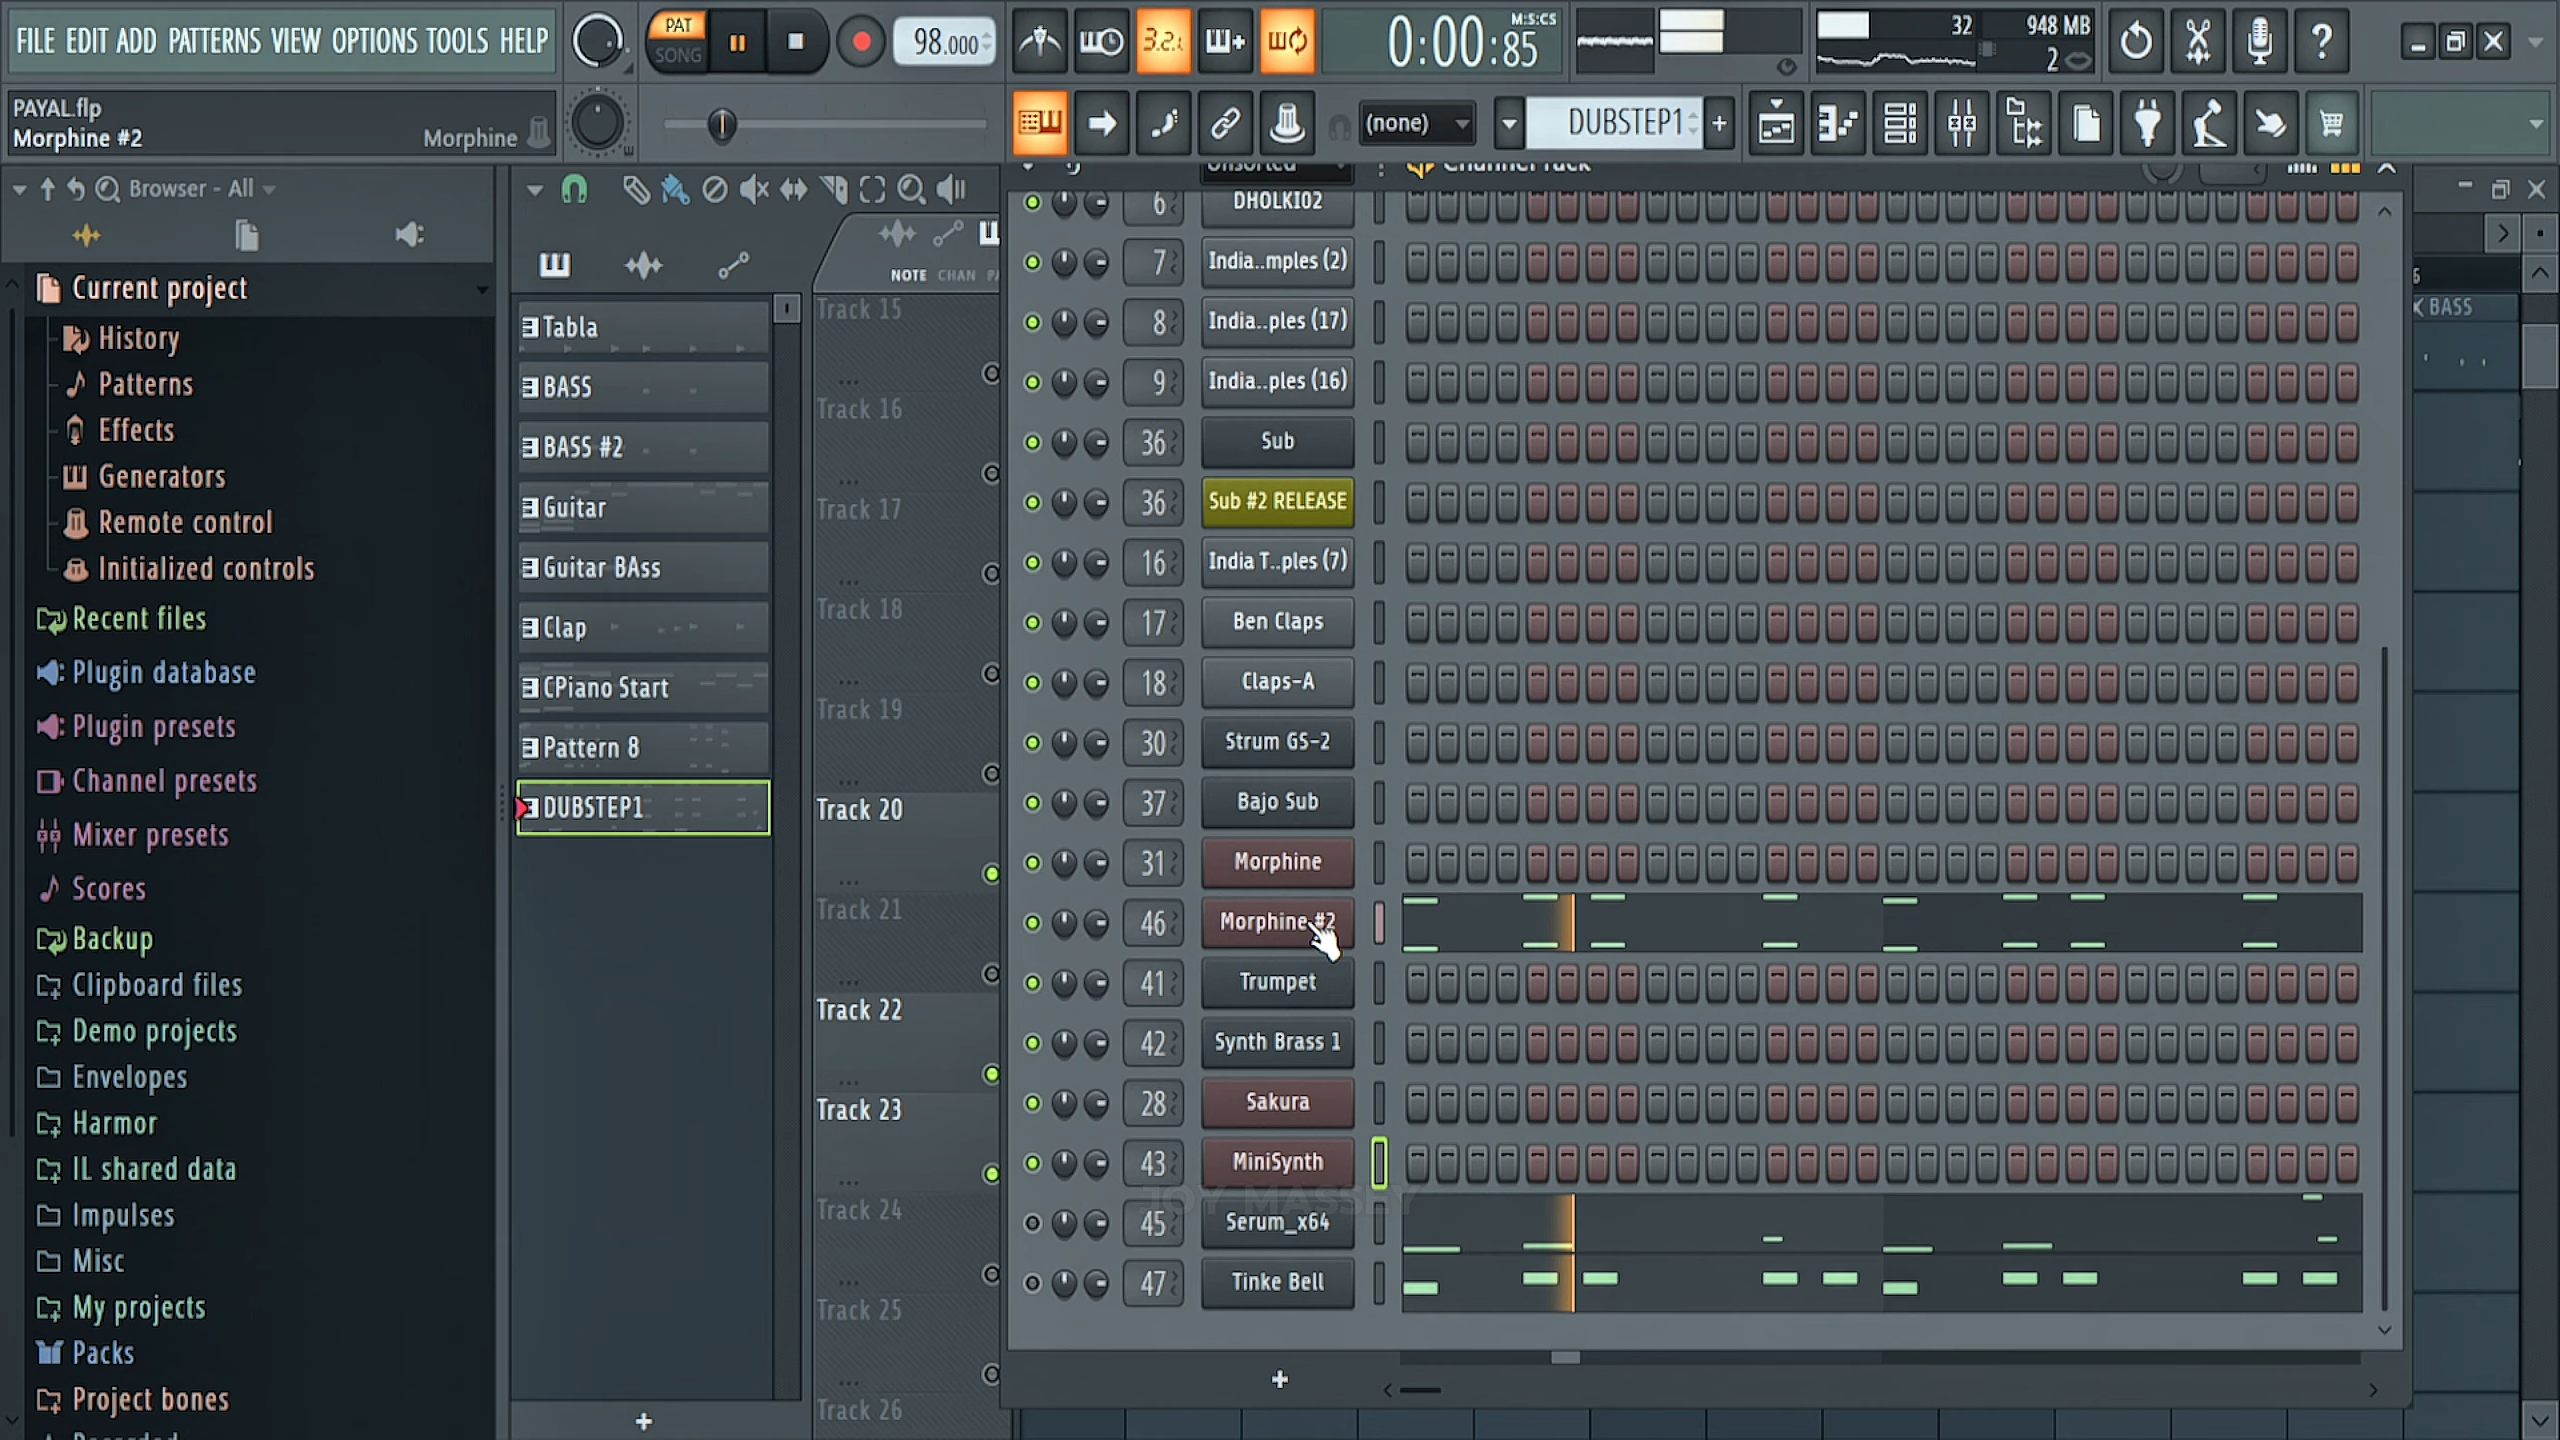 FILE EDIT ADD PATTERNS VIEW OPTIONS TOOLS HELP
PAT
SONG
98.000
3.2.
0:00:85
M:S:CS
32
948 MB
2
PAYAL.flp
Morphine #2
Morphine
(none)
DUBSTEP1
Browser - All
Current project
History
Patterns
Effects
Generators
Remote control
Initialized controls
Recent files
Plugin database
Plugin presets
Channel presets
Mixer presets
Scores
Backup
Clipboard files
Demo projects
Envelopes
Harmor
IL shared data
Impulses
Misc
My projects
Packs
Project bones
Tabla
BASS
BASS #2
Guitar
Guitar BAss
Clap
CPiano Start
Pattern 8
DUBSTEP1
NOTE CHAN
Track 15
Track 16
Track 17
Track 18
Track 19
Track 20
Track 21
Track 22
Track 23
Track 24
Track 25
Track 26
Unsorted
Channel rack
6 DHOLKI02
7 India..mples (2)
8 India..ples (17)
9 India..ples (16)
36 Sub
36 Sub #2 RELEASE
16 India T..ples (7)
17 Ben Claps
18 Claps-A
30 Strum GS-2
37 Bajo Sub
31 Morphine
46 Morphine #2
41 Trumpet
42 Synth Brass 1
28 Sakura
43 MiniSynth
JOY MASSEY
45 Serum_x64
47 Tinke Bell
BASS